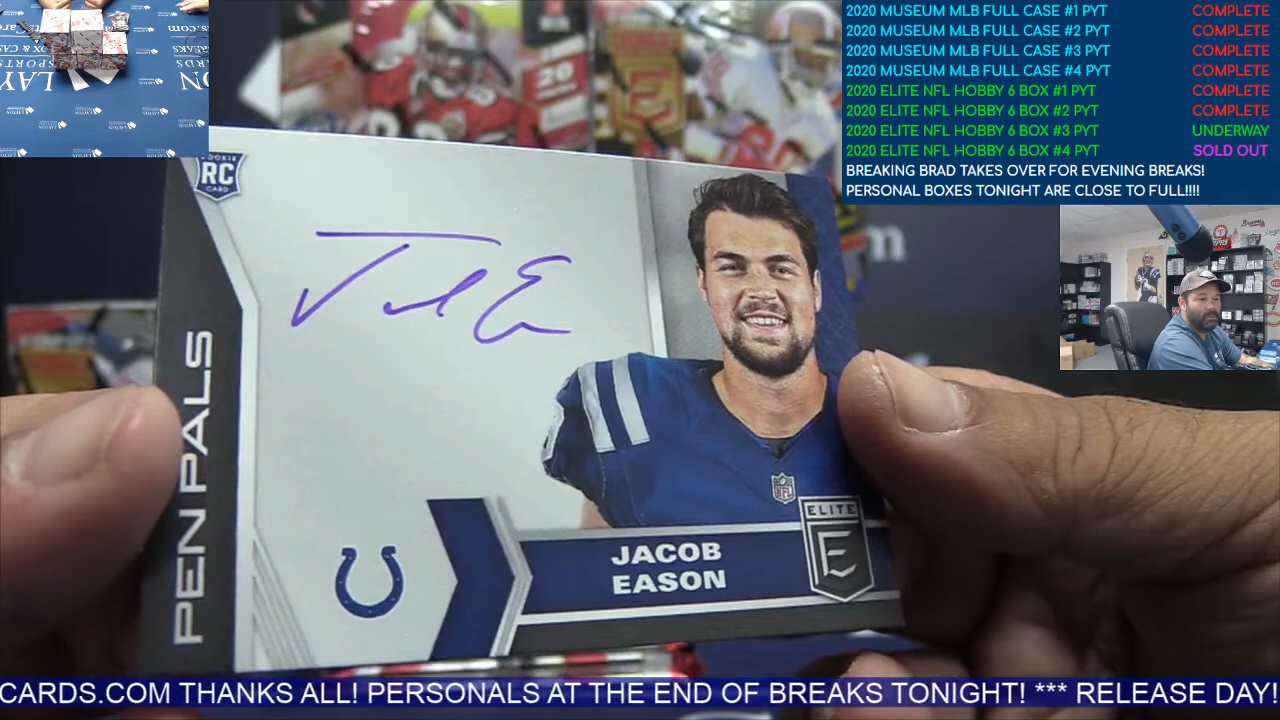 2020 MUSEUM MLB FULL CASE #1 PYT COMPLETE
2020 MUSEUM MLB FULL CASE #2 PYT COMPLETE
2020 MUSEUM MLB FULL CASE #3 PYT COMPLETE
2020 MUSEUM MLB FULL CASE #4 PYT COMPLETE
2020 ELITE NFL HOBBY 6 BOX #1 PYT COMPLETE
2020 ELITE NFL HOBBY 6 BOX #2 PYT COMPLETE
2020 ELITE NFL HOBBY 6 BOX #3 PYT UNDERWAY
2020 ELITE NFL HOBBY 6 BOX #4 PYT SOLD OUT
BREAKING BRAD TAKES OVER FOR EVENING BREAKS!
PERSONAL BOXES TONIGHT ARE CLOSE TO FULL!!!!
20
E
RC
CARD
PEN PALS
NFL
ELITE
E
JACOB
EASON
CARDS.COM THANKS ALL! PERSONALS AT THE END OF BREAKS TONIGHT! *** RELEASE DAY!